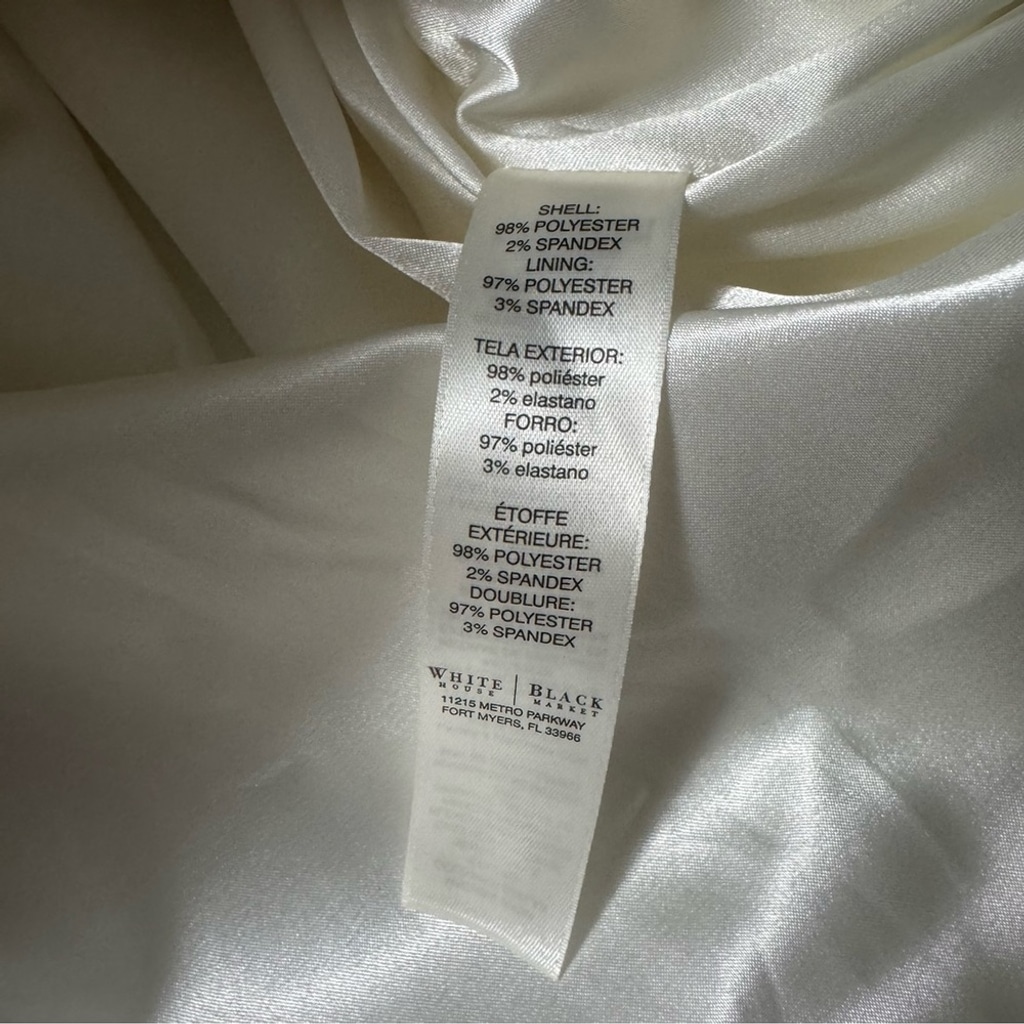 SHELL:
98% POLYESTER
2% SPANDEX
LINING:
97% POLYESTER
3% SPANDEX
TELA EXTERIOR:
98% poliéster
2% elastano
FORRO:
97% poliéster
3% elastano
ÉTOFFE
EXTÉRIEURE:
98% POLYESTER
2% SPANDEX
DOUBLURE:
97% POLYESTER
3% SPANDEX
WHITE | BLACK
HOUSE MARKET
11215 METRO PARKWAY
FORT MYERS, FL 33966